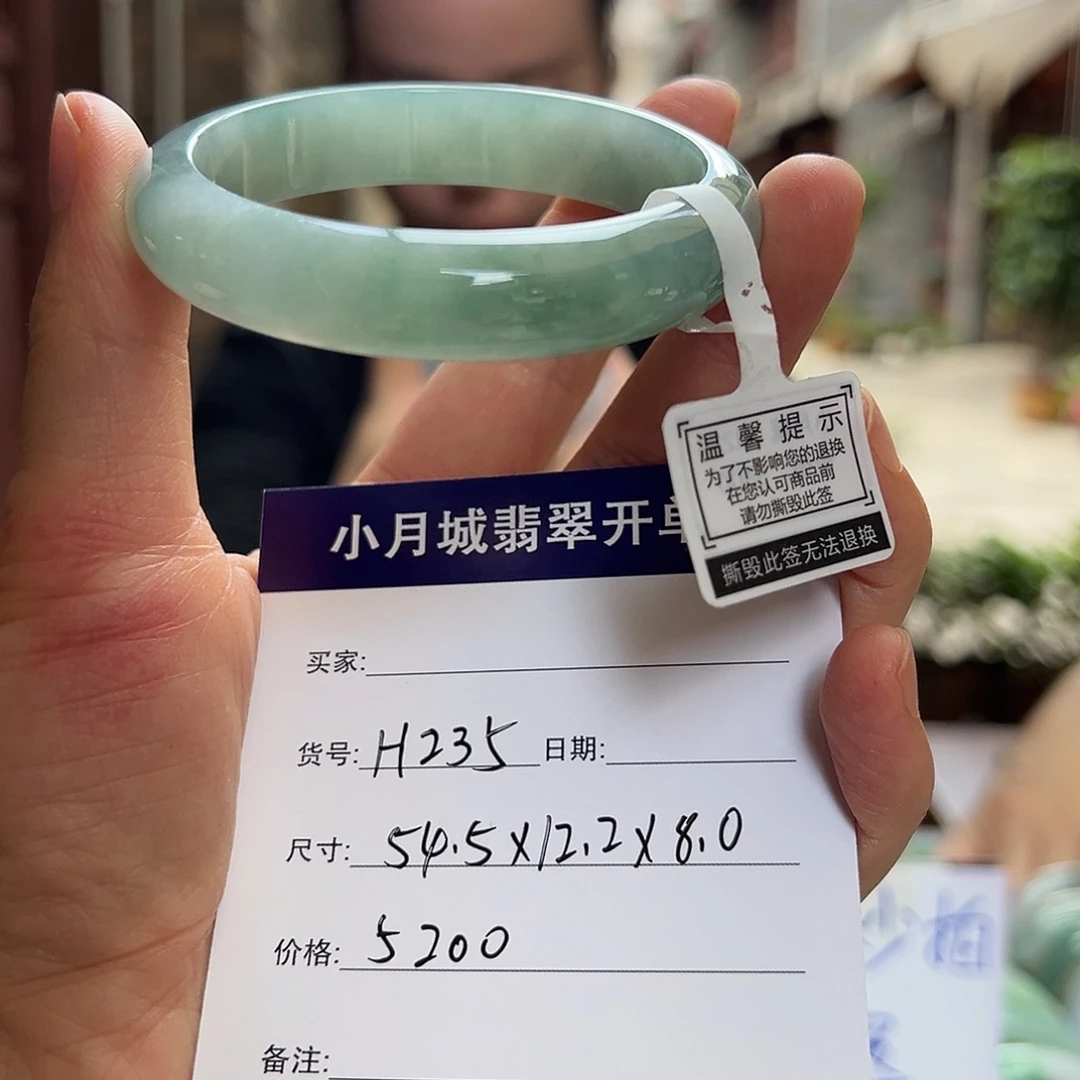 温馨提示
为了不影响您的退换
在您认可商品前
请勿撕毁此签
撕毁此签无法退换
小月城翡翠开单
买家:
货号: H235 日期:
尺寸: 54.5X12.2X8.0
价格: 5200
备注: